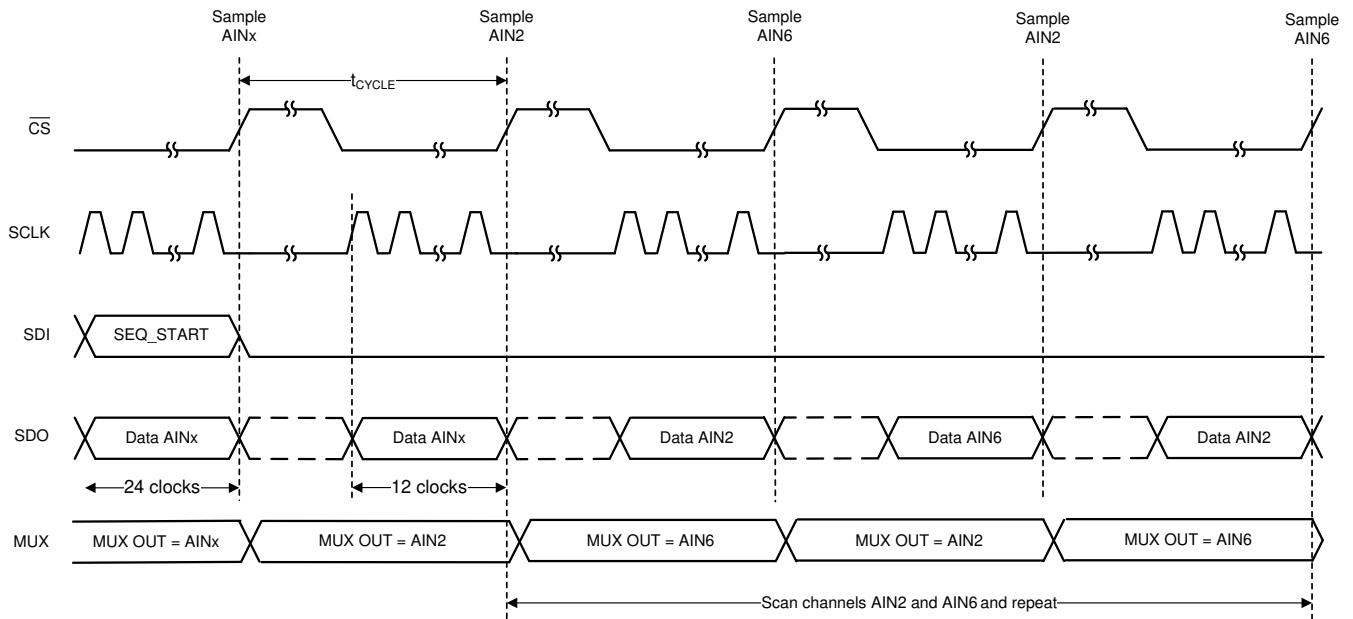 Sample
AINx
Sample
AIN2
Sample
AIN6
Sample
AIN2
Sample
AIN6
tCYCLE
CS
SCLK
SDI
SEQ_START
SDO
Data AINx
Data AINx
Data AIN2
Data AIN6
Data AIN2
24 clocks
12 clocks
MUX
MUX OUT = AINx
MUX OUT = AIN2
MUX OUT = AIN6
MUX OUT = AIN2
MUX OUT = AIN6
Scan channels AIN2 and AIN6 and repeat